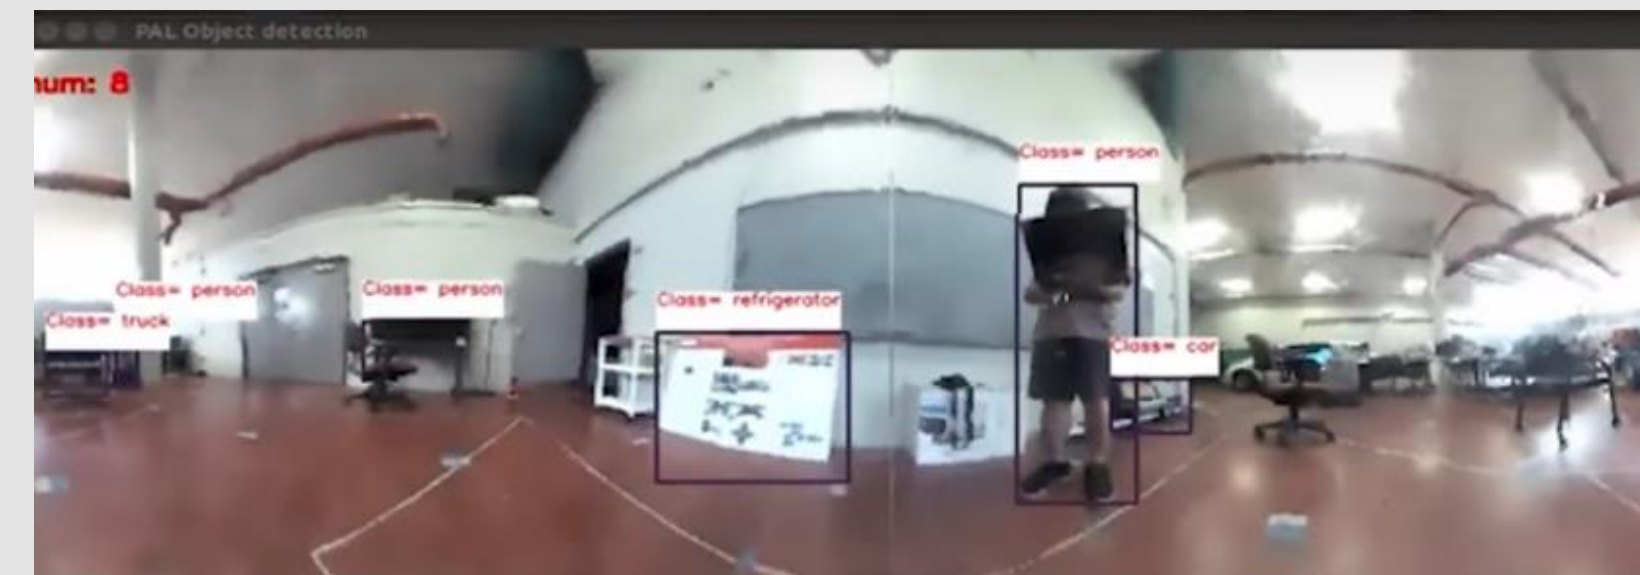 PAL Object detection
num: 8
Class= person
Class= person
Class= person
Class= refrigerator
Class= truck
Class= car